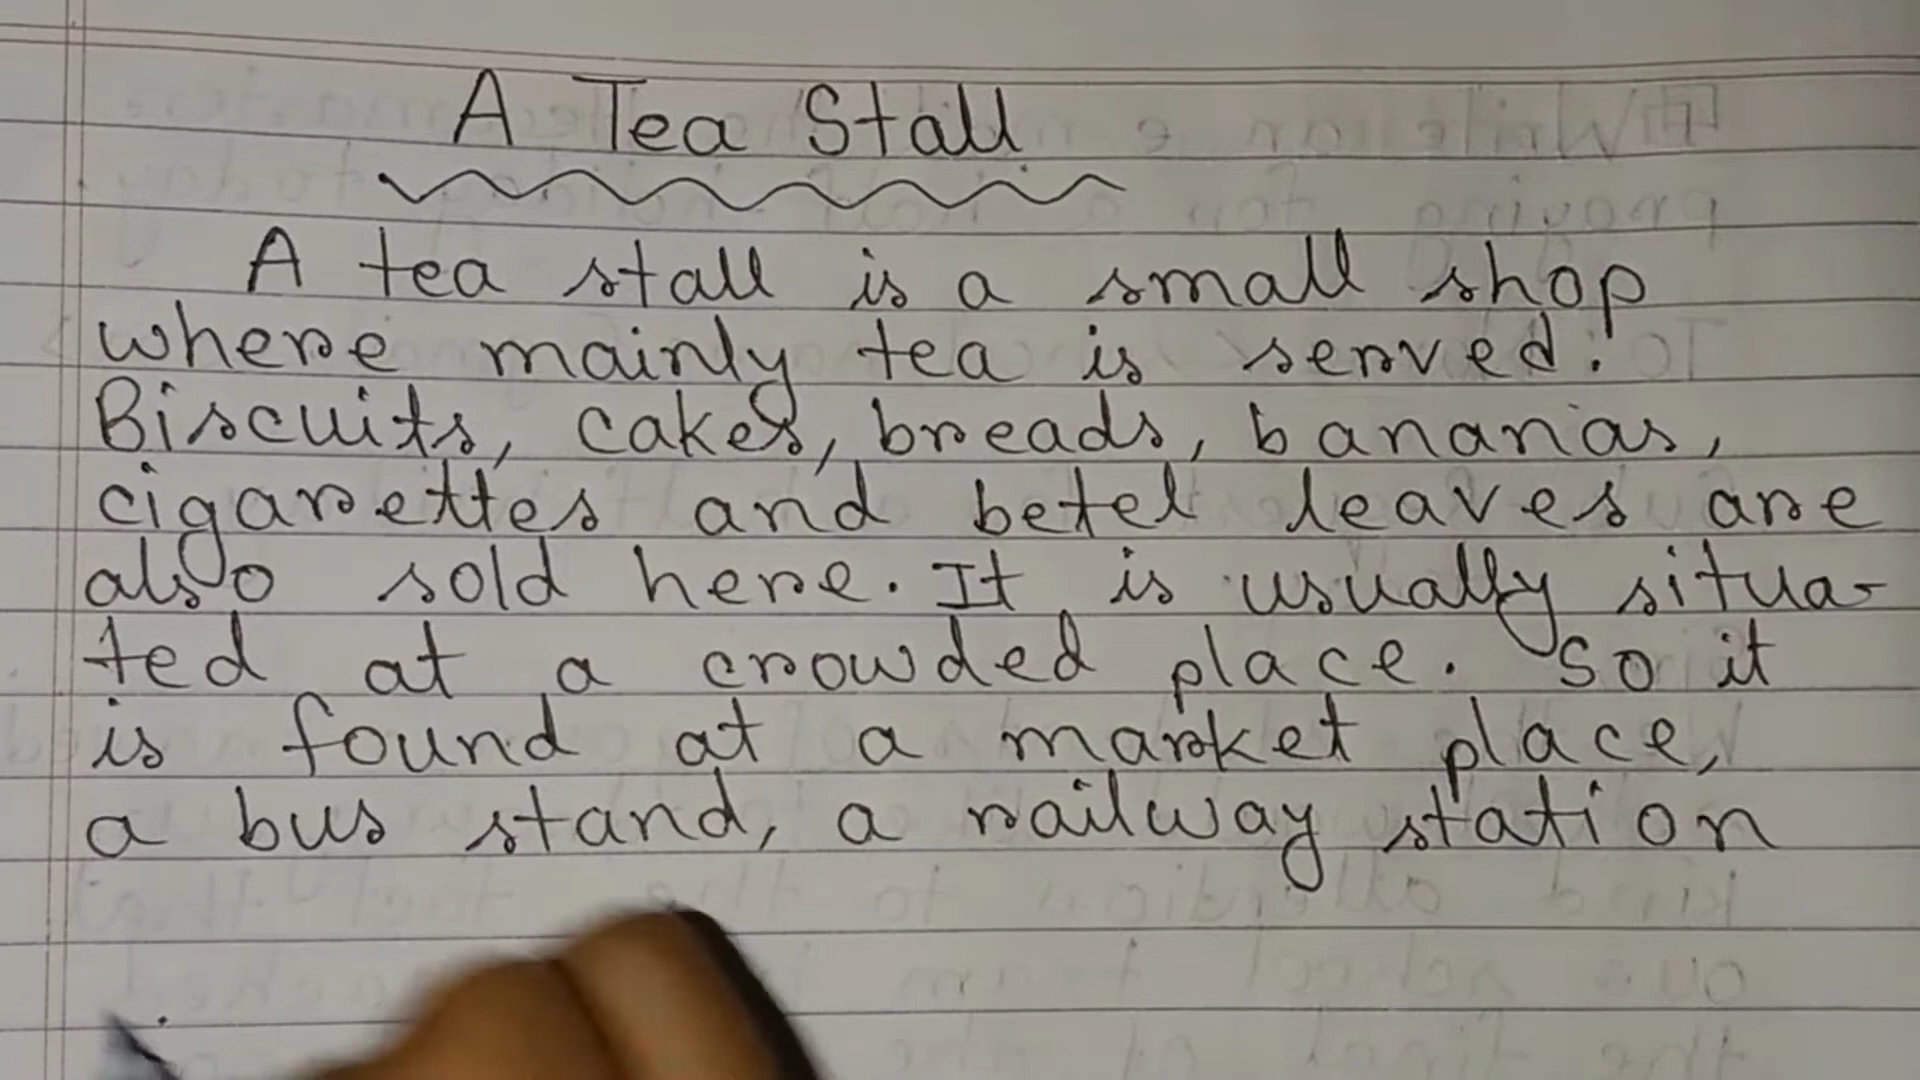 A Tea Stall
A tea stall is a small shop
where mainly tea is served.
Biscuits, cakes, breads, bananas,
cigarettes and betel leaves are
also sold here. It is usually situa-
ted at a crowded place. So it
is found at a market place,
a bus stand, a railway station